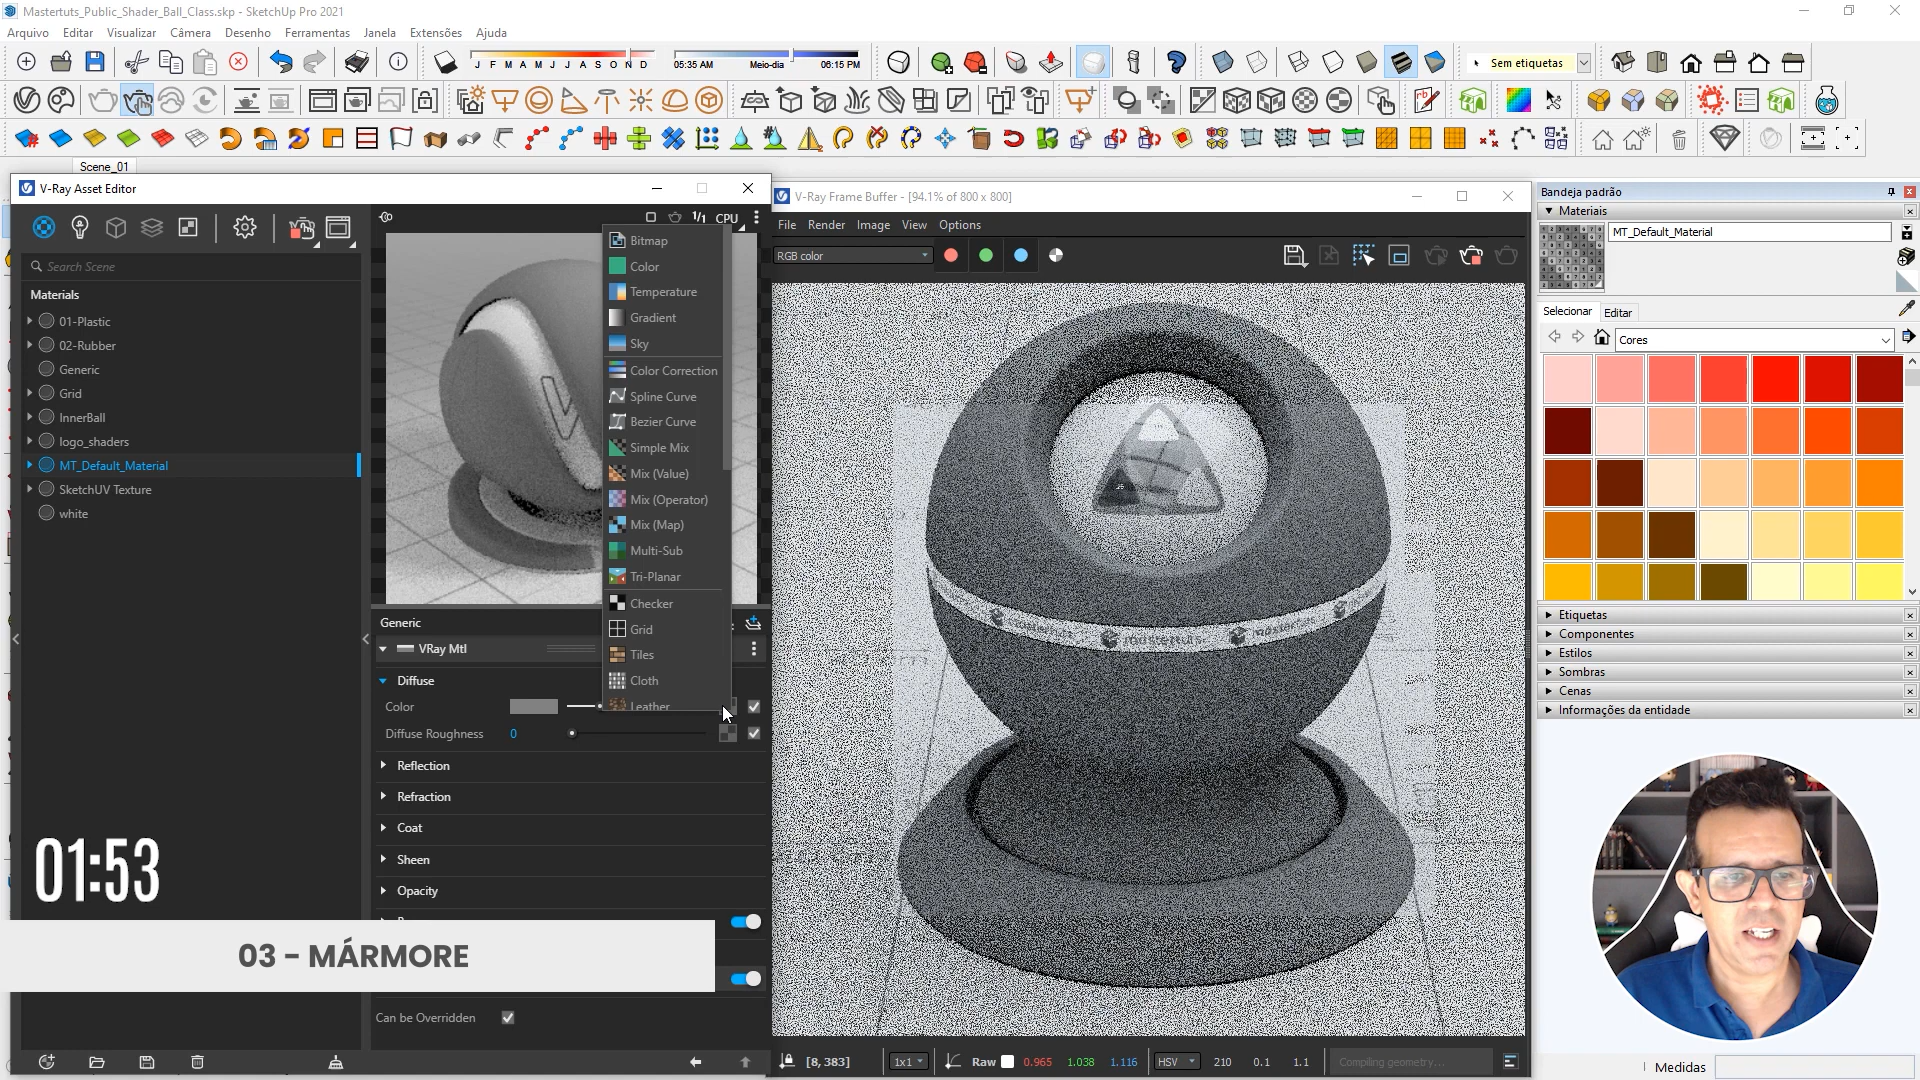 Mastertuts_Public_Shader_Ball_Class.skp - SketchUp Pro 2021
Arquivo Editar Visualizar Câmera Desenho Ferramentas Janela Extensões Ajuda
J F M A M J J A S O N D
05:35 AM Meio-dia 06:15 PM
Sem etiquetas
Scene_01
V-Ray Asset Editor
1/1 CPU
Search Scene
Materials
01-Plastic
02-Rubber
Generic
Grid
InnerBall
logo_shaders
MT_Default_Material
SketchUV Texture
white
Bitmap
Color
Temperature
Gradient
Sky
Color Correction
Spline Curve
Bezier Curve
Simple Mix
Mix (Value)
Mix (Operator)
Mix (Map)
Multi-Sub
Tri-Planar
Checker
Grid
Tiles
Cloth
Leather
Generic
VRay Mtl
Diffuse
Color
Diffuse Roughness 0
Reflection
Refraction
Coat
Sheen
Opacity
Can be Overridden
01:53
03 - MÁRMORE
V-Ray Frame Buffer - [94.1% of 800 x 800]
File Render Image View Options
RGB color
mastertuts
[8, 383]
1x1
Raw 0.965 1.038 1.116
HSV 210 0.1 1.1
Compiling geometry...
Bandeja padrão
Materiais
MT_Default_Material
Selecionar Editar
Cores
Etiquetas
Componentes
Estilos
Sombras
Cenas
Informações da entidade
Medidas